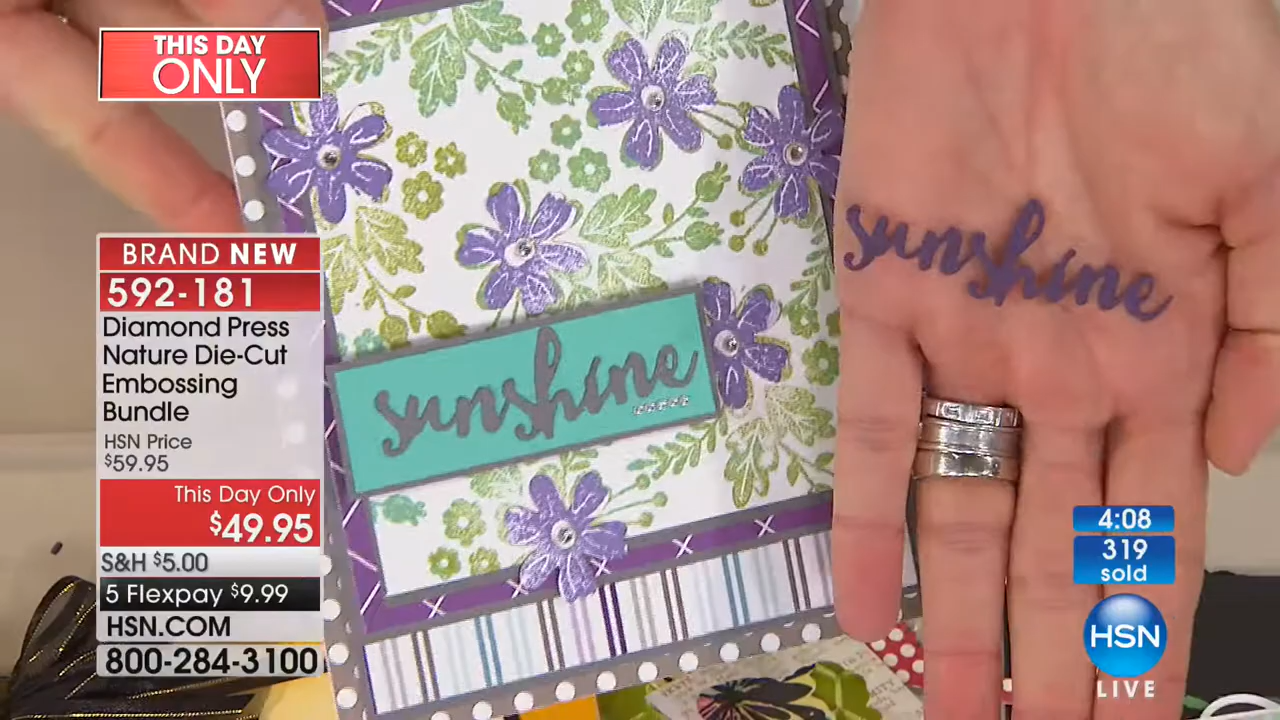 THIS DAY
ONLY
BRAND NEW
592-181
Diamond Press
Nature Die-Cut
Embossing
Bundle
HSN Price
$59.95
This Day Only
$49.95
S&H $5.00
5 Flexpay $9.99
HSN.COM
800-284-3100
sunshine
sunshine
4:08
319
sold
HSN
LIVE